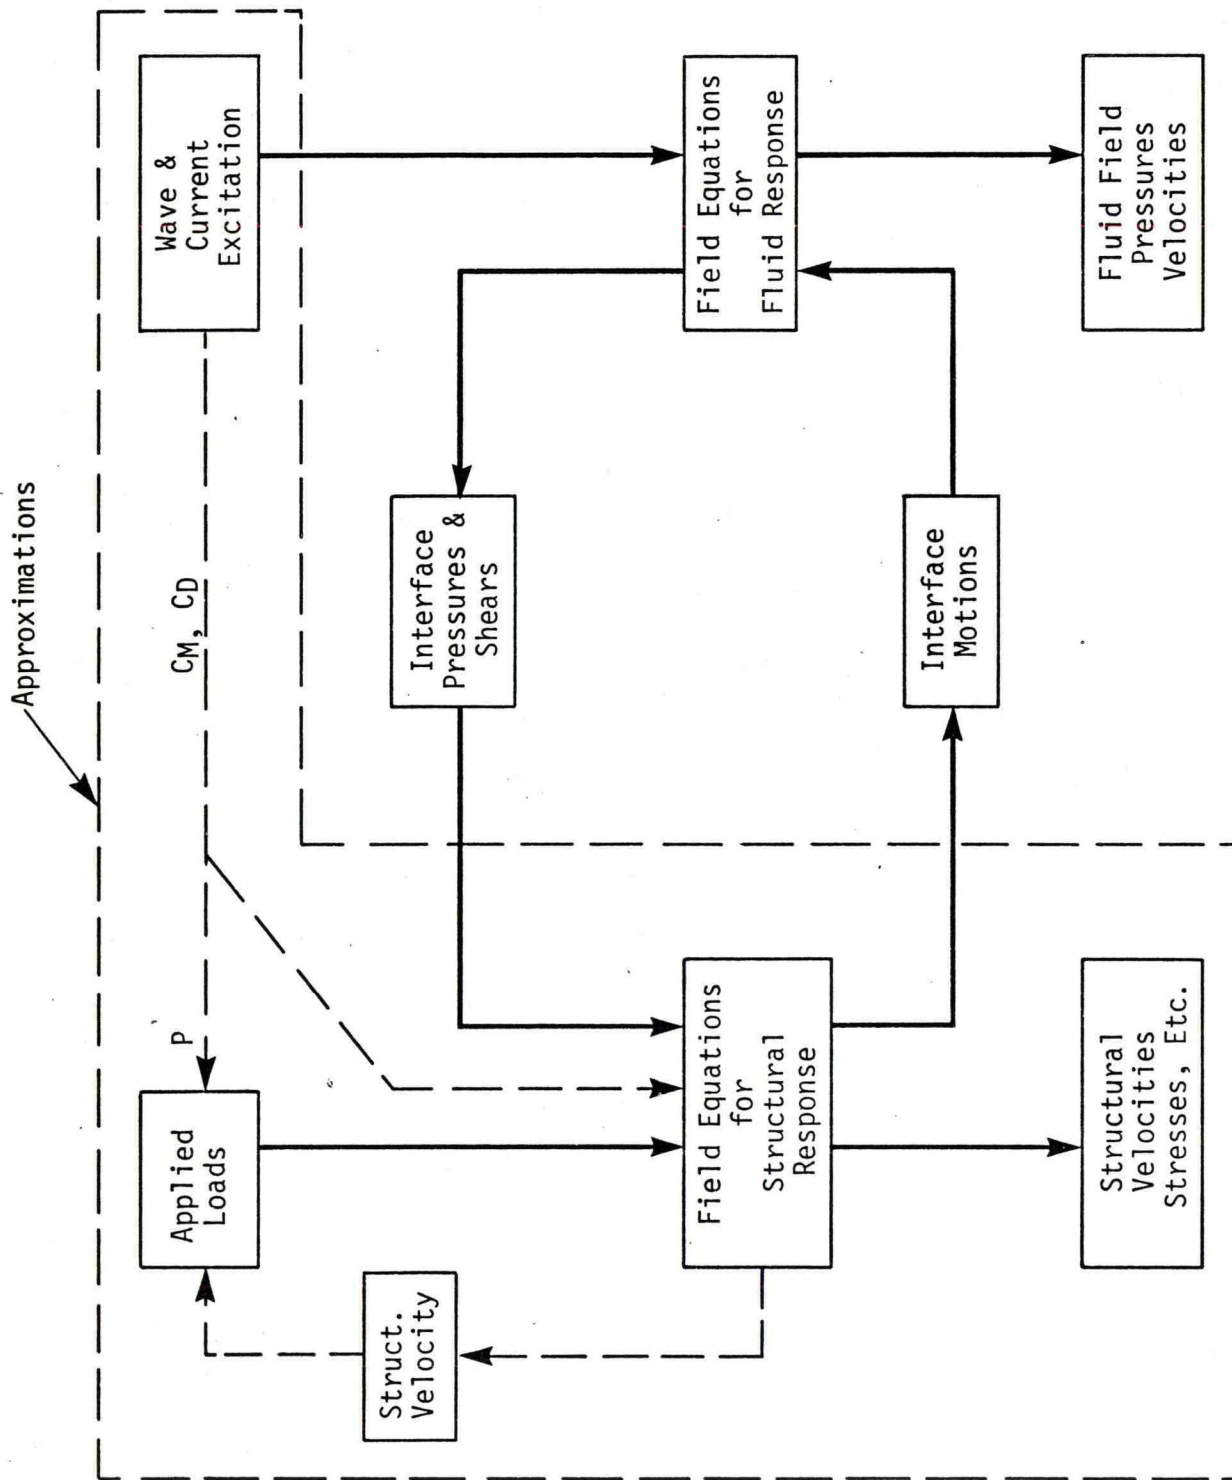 Approximations
Wave &
Current
Excitation
CM, CD
P
Applied
Loads
Struct.
Velocity
Interface
Pressures &
Shears
Field Equations
for
Fluid Response
Field Equations
for
Structural
Response
Interface
Motions
Fluid Field
Pressures
Velocities
Structural
Velocities
Stresses, Etc.